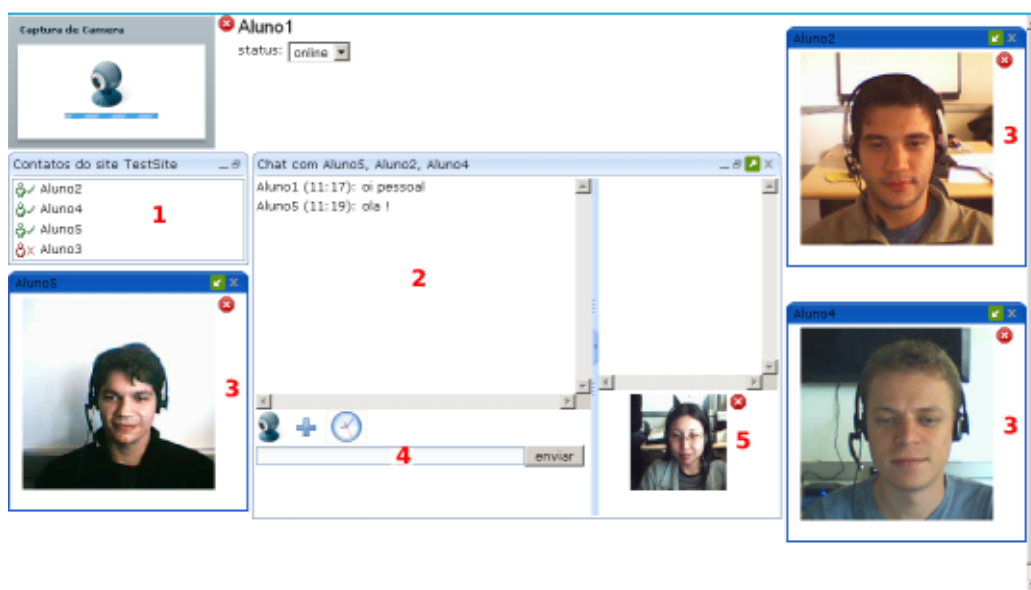 Captura de Camera
Aluno1
status: online
Contatos do site TestSite
Aluno2
Aluno4
Aluno5
Aluno3
1
Chat com Aluno5, Aluno2, Aluno4
Aluno1 (11:17): oi pessoal
Aluno5 (11:19): ola !
2
4
enviar
5
Aluno5
3
Aluno2
3
Aluno4
3